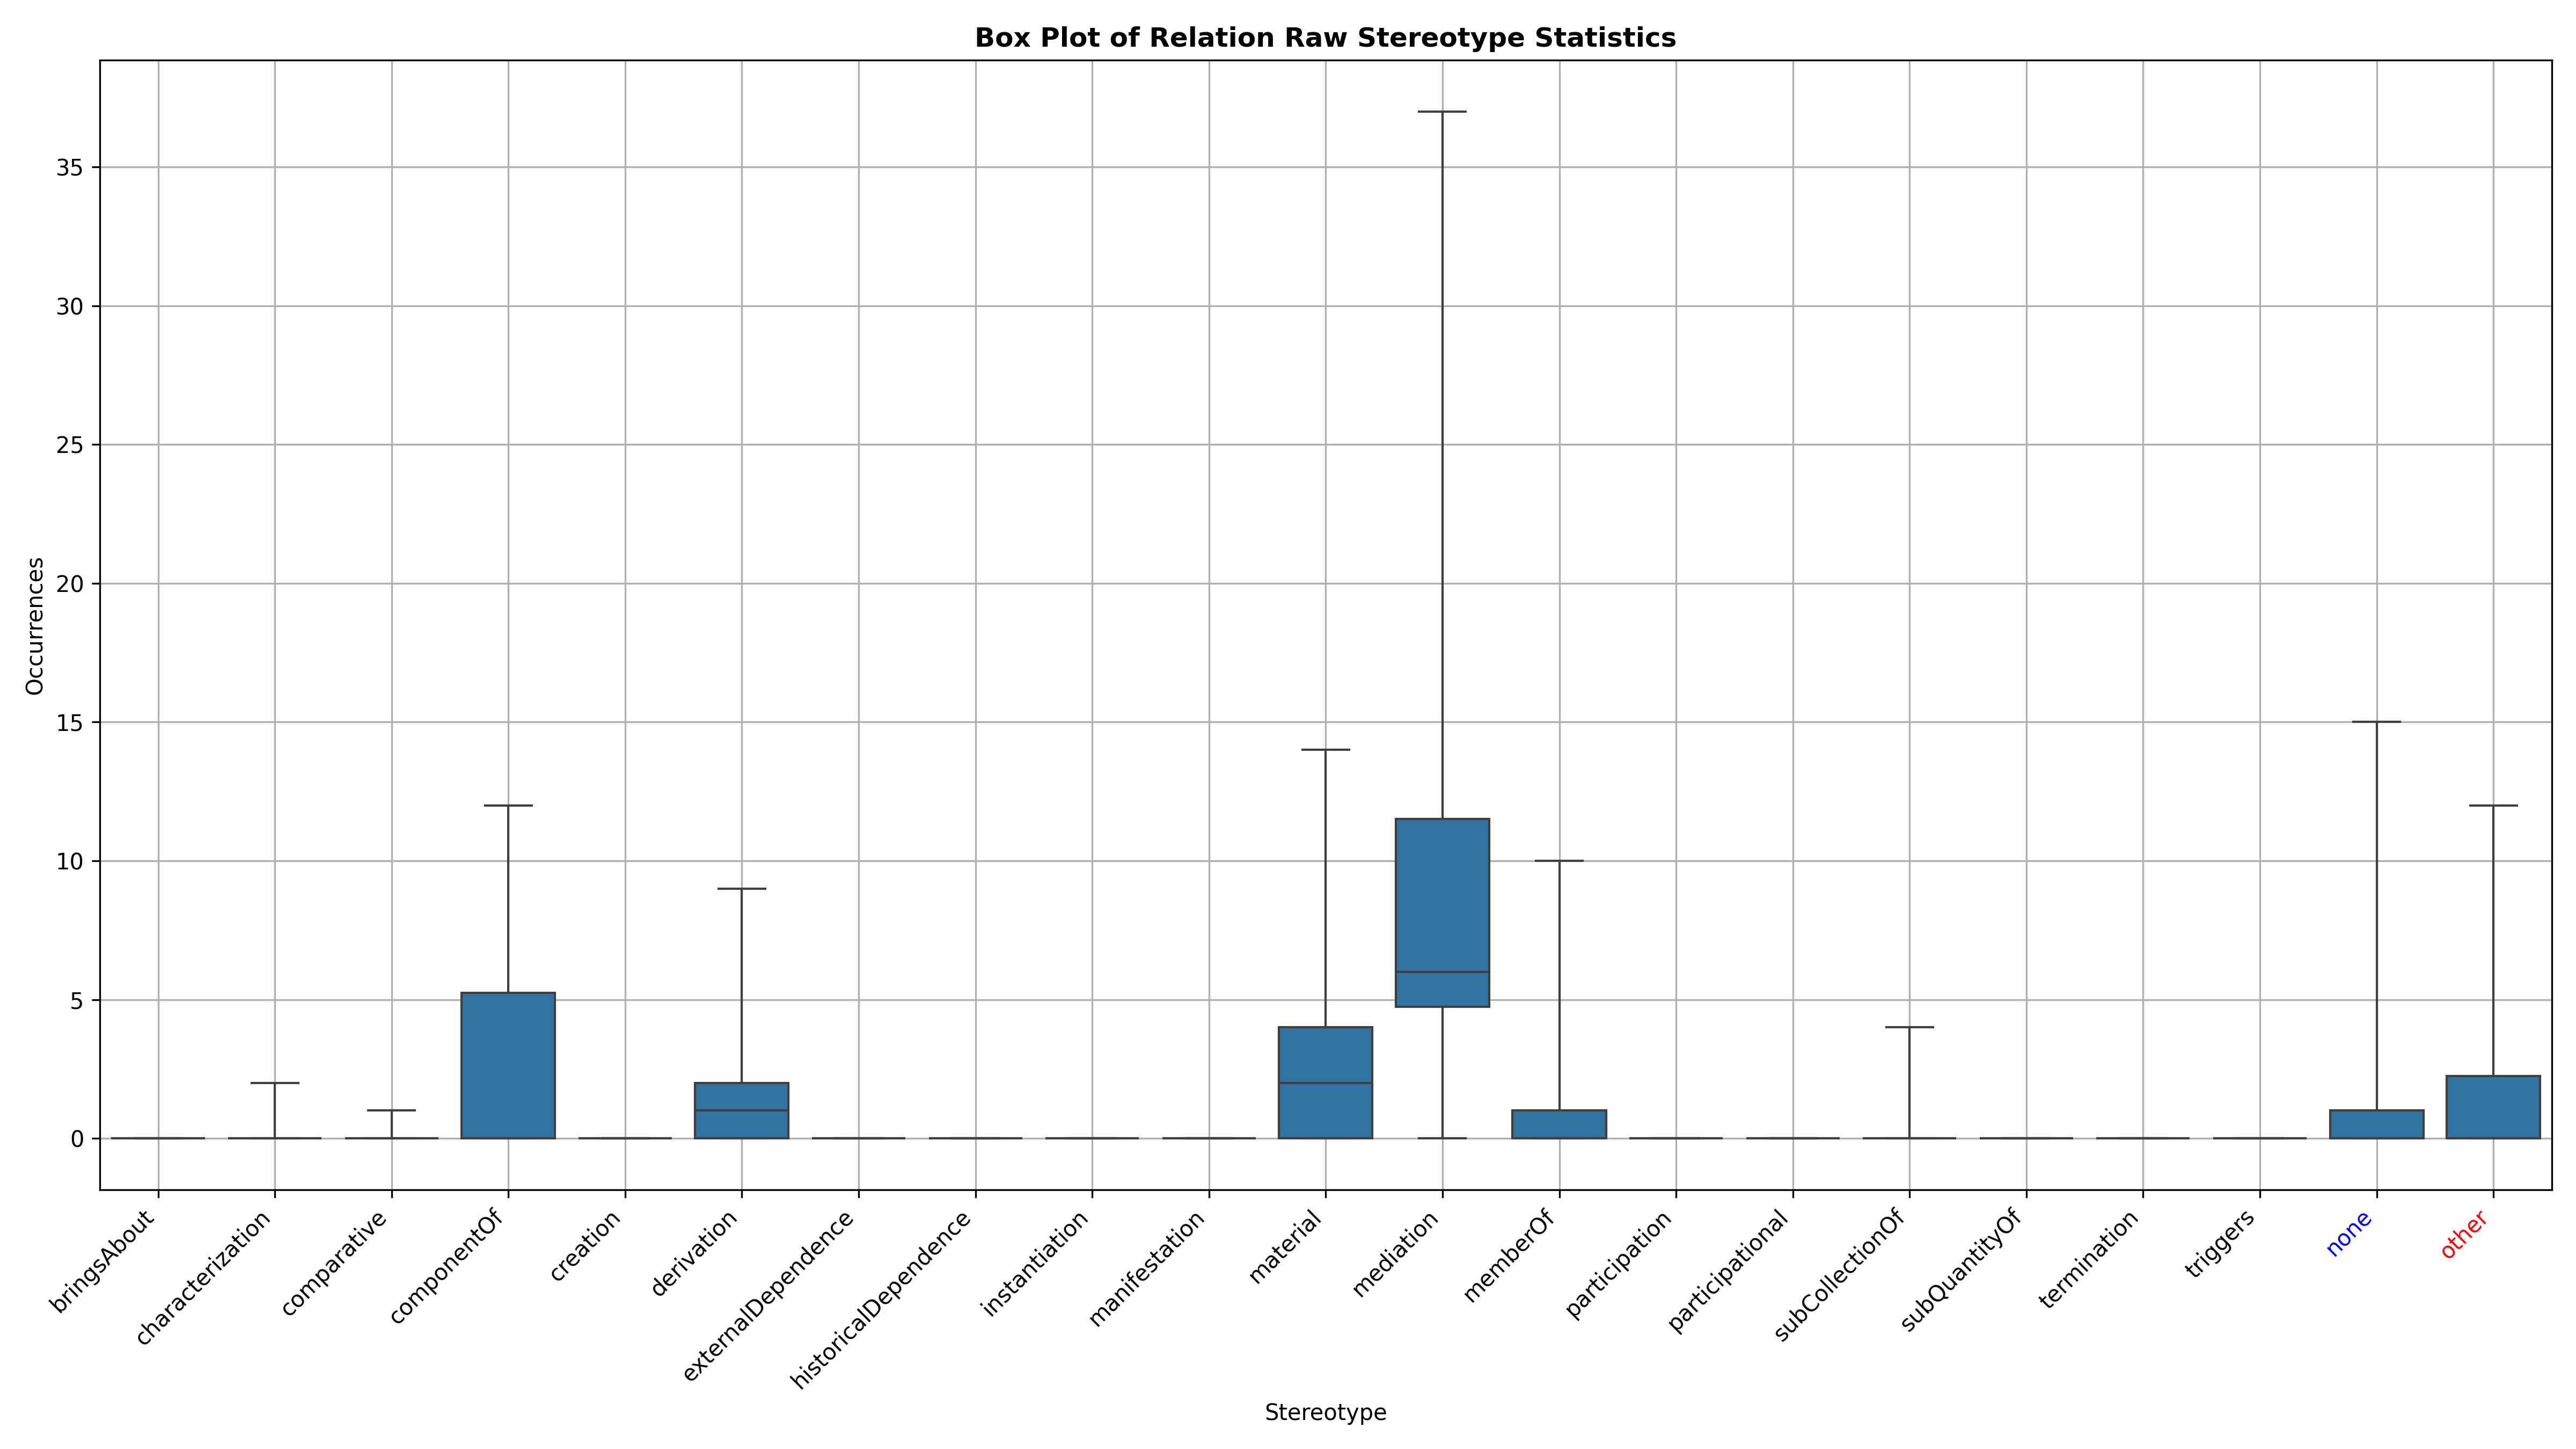 Box Plot of Relation Raw Stereotype Statistics
Occurrences
35
30
25
20
15
10
5
0
bringsAbout
characterization
comparative
componentOf
creation
derivation
externalDependence
historicalDependence
instantiation
manifestation
material
mediation
memberOf
participation
participational
subCollectionOf
subQuantityOf
termination
triggers
none
other
Stereotype